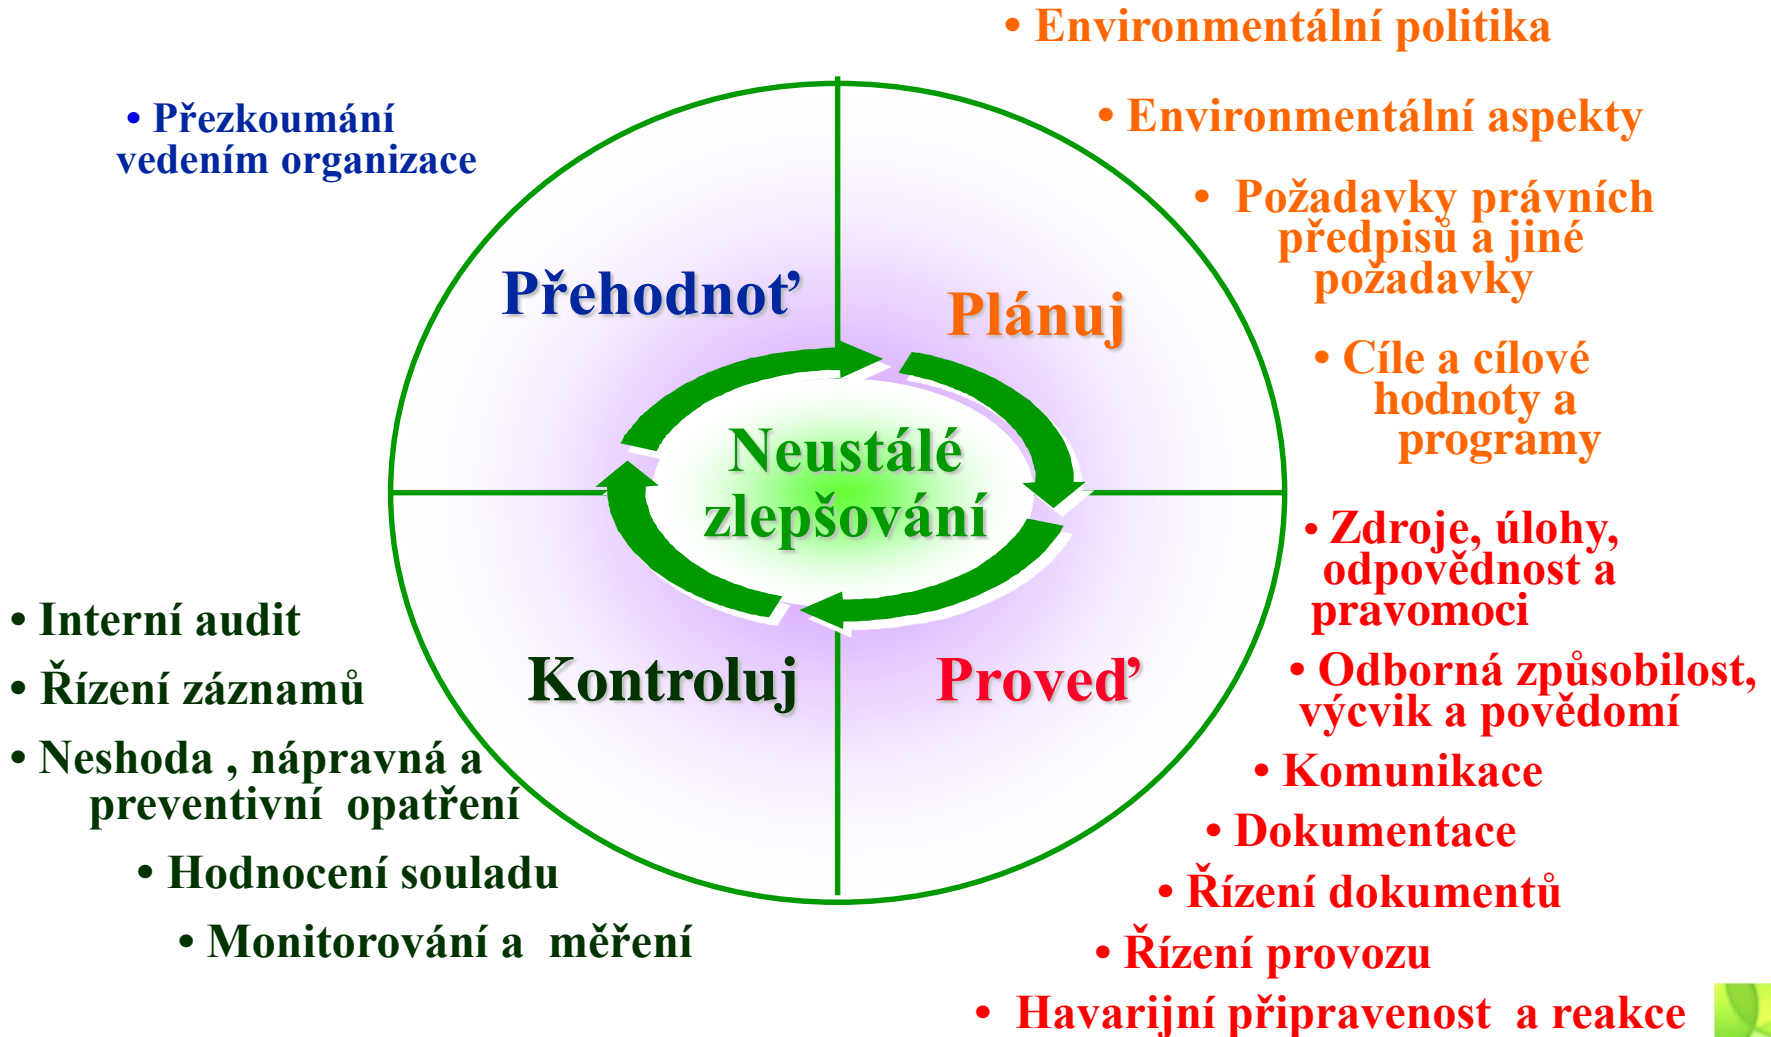 • Environmentální politika
• Environmentální aspekty
• Požadavky právních
předpisů a jiné
požadavky
• Cíle a cílové
hodnoty a
programy
• Přezkoumání
vedením organizace
Přehodnoť
Plánuj
Neustálé
zlepšování
Kontroluj
Proveď
• Zdroje, úlohy,
odpovědnost a
pravomoci
• Odborná způsobilost,
výcvik a povědomí
• Komunikace
• Dokumentace
• Řízení dokumentů
• Řízení provozu
• Havarijní připravenost a reakce
• Interní audit
• Řízení záznamů
• Neshoda , nápravná a
preventivní opatření
• Hodnocení souladu
• Monitorování a měření